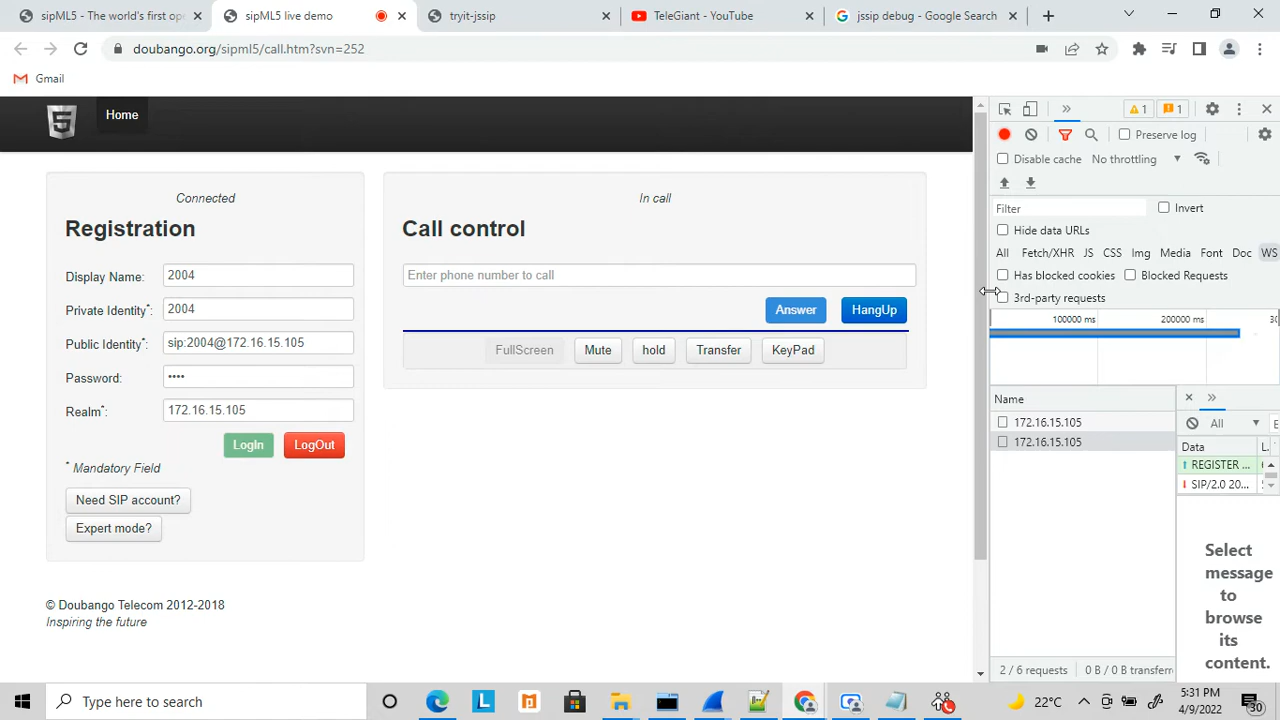 sipML5 - The world's first op
sipML5 live demo
tryit-jssip
TeleGiant - YouTube
jssip debug - Google Search
doubango.org/sipml5/call.htm?svn=252
Gmail
5
Home
1
1
Preserve log
Disable cache
No throttling
Filter
Invert
Hide data URLs
All Fetch/XHR JS CSS Img Media Font Doc WS
Has blocked cookies
Blocked Requests
3rd-party requests
100000 ms
200000 ms
Connected
Registration
Display Name: 2004
Private Identity*: 2004
Public Identity*: sip:2004@172.16.15.105
Password: ••••
Realm*: 172.16.15.105
LogIn LogOut
* Mandatory Field
Need SIP account?
Expert mode?
In call
Call control
Enter phone number to call
Answer HangUp
FullScreen Mute hold Transfer KeyPad
Name
172.16.15.105
172.16.15.105
All
Data
REGISTER ...
SIP/2.0 20...
Select
message
to
browse
its
content.
2 / 6 requests
0 B / 0 B transferr
© Doubango Telecom 2012-2018
Inspiring the future
Type here to search
22°C
5:31 PM
4/9/2022
30